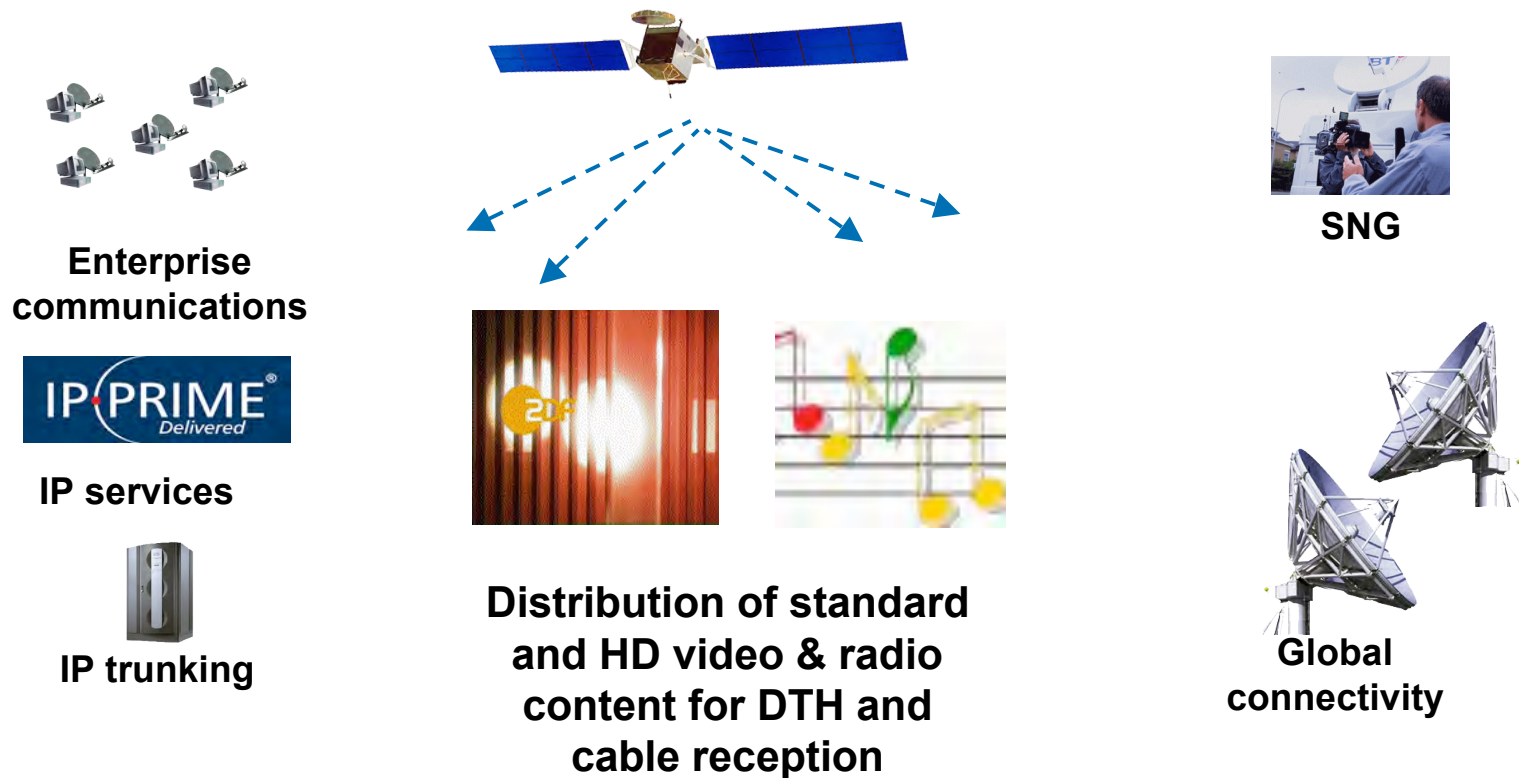 Enterprise
communications
IP PRIME®
Delivered
IP services
IP trunking
2DF
Distribution of standard
and HD video & radio
content for DTH and
cable reception
BT
SNG
Global
connectivity